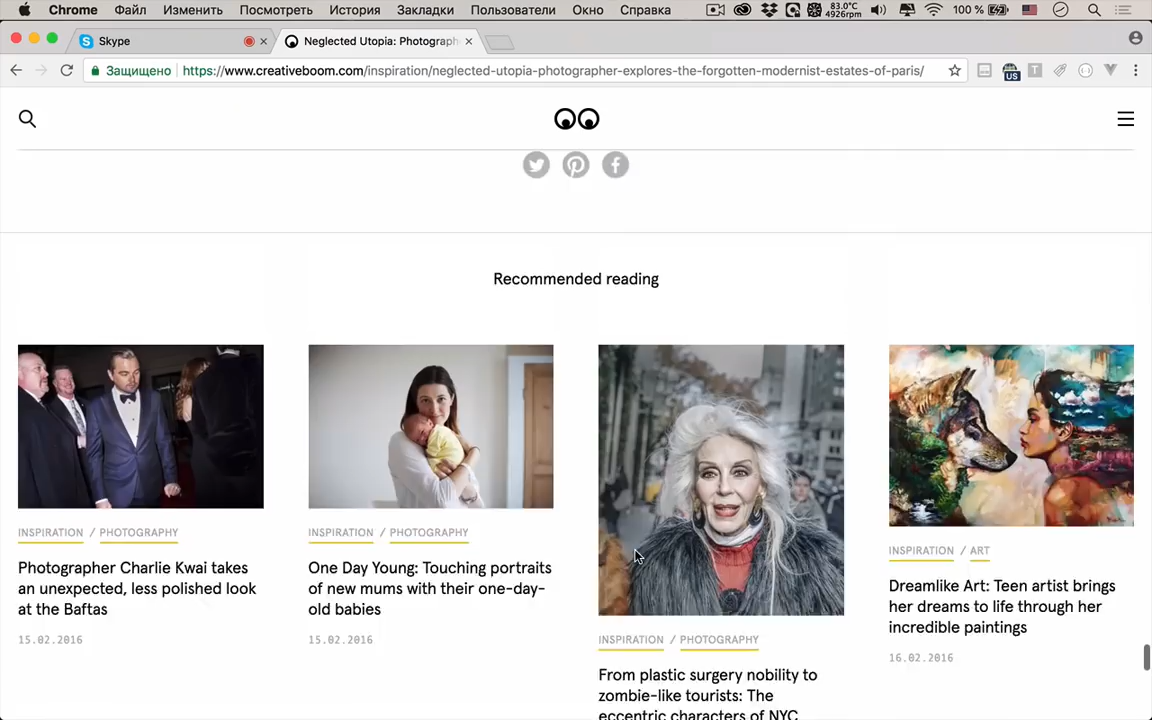 Chrome Файл Изменить Посмотреть История Закладки Пользователи Окно Справка 83.0°C 4926rpm 100 %
Skype
Neglected Utopia: Photograph
Защищено https://www.creativeboom.com/inspiration/neglected-utopia-photographer-explores-the-forgotten-modernist-estates-of-paris/ US T
Recommended reading
INSPIRATION / PHOTOGRAPHY
Photographer Charlie Kwai takes
an unexpected, less polished look
at the Baftas
15.02.2016
INSPIRATION / PHOTOGRAPHY
One Day Young: Touching portraits
of new mums with their one-day-
old babies
15.02.2016
INSPIRATION / PHOTOGRAPHY
From plastic surgery nobility to
zombie-like tourists: The
eccentric characters of NYC
INSPIRATION / ART
Dreamlike Art: Teen artist brings
her dreams to life through her
incredible paintings
16.02.2016